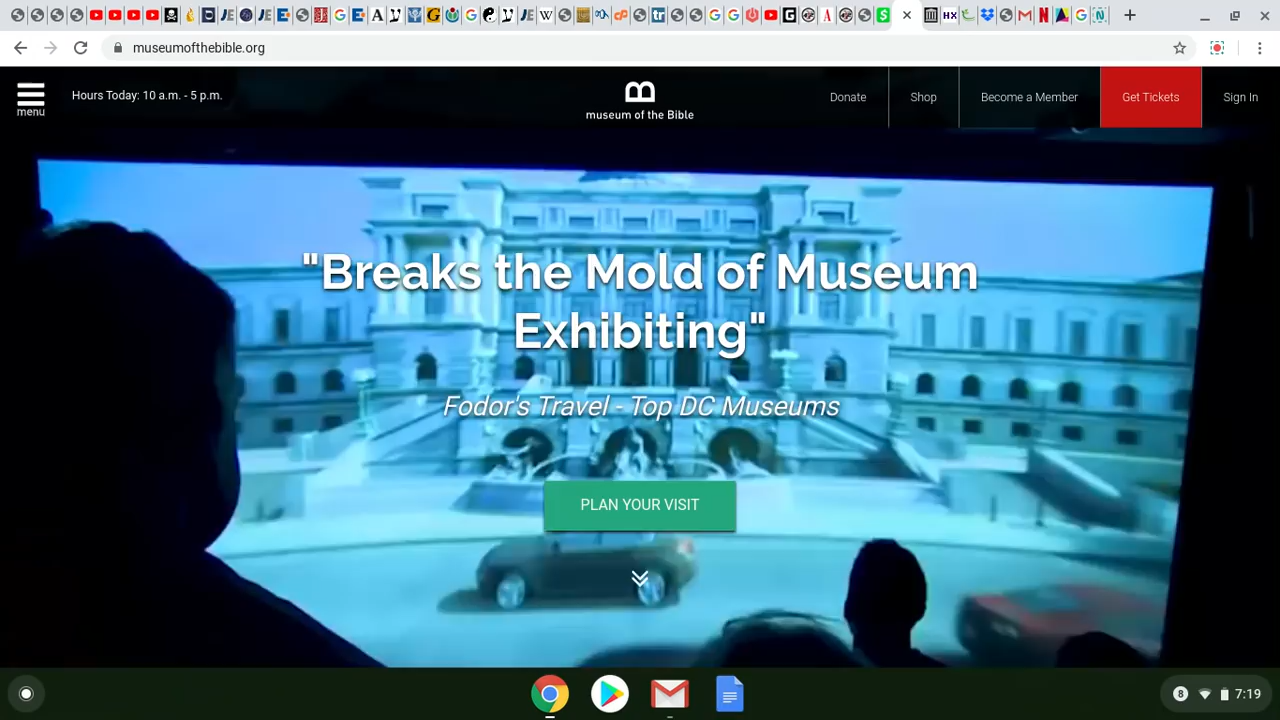 museumofthebible.org
menu
Hours Today: 10 a.m. - 5 p.m.
museum of the Bible
Donate
Shop
Become a Member
Get Tickets
Sign In
"Breaks the Mold of Museum
Exhibiting"
Fodor's Travel - Top DC Museums
PLAN YOUR VISIT
8
7:19